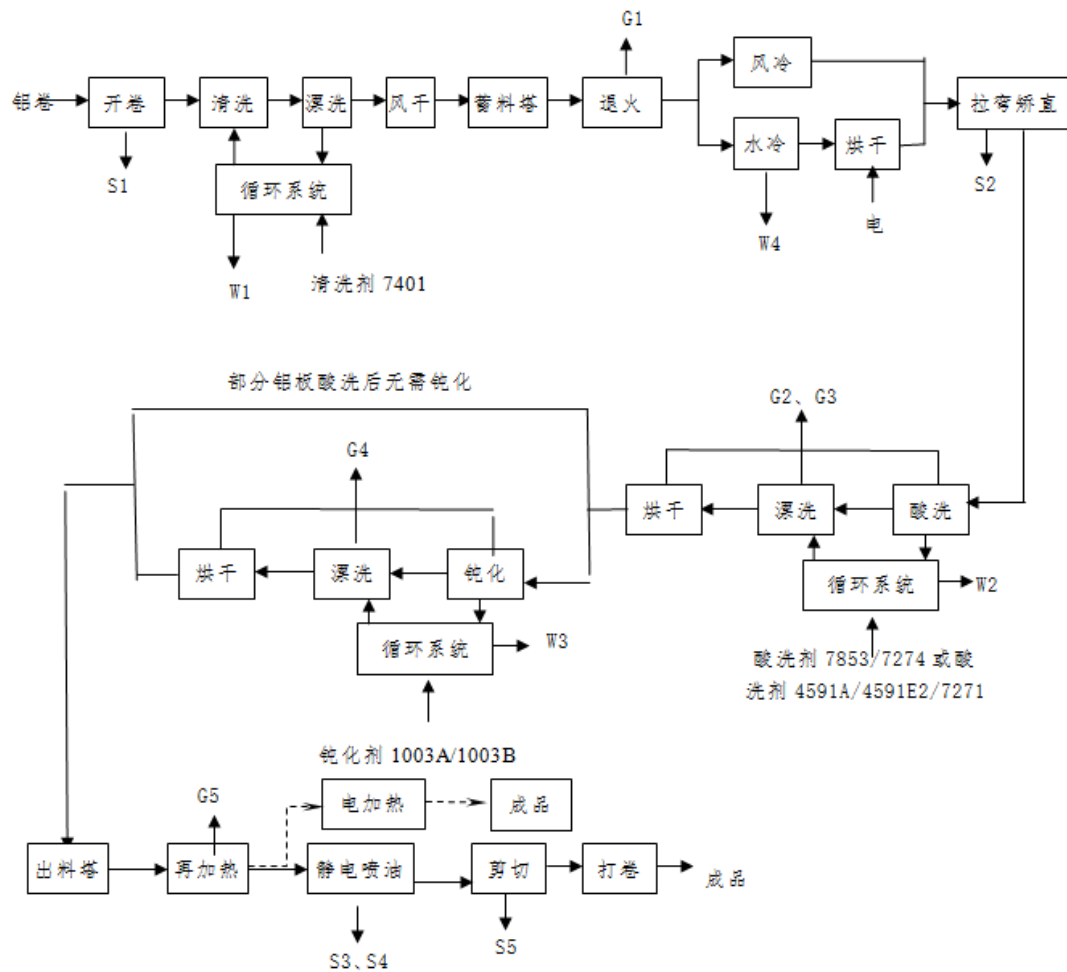 G1
风冷
铝卷
开卷
清洗
漂洗
风干
蓄料塔
退火
拉弯矫直
水冷
烘干
循环系统
S1
S2
W4
电
W1
清洗剂 7401
部分铝板酸洗后无需钝化
G2、G3
G4
烘干
漂洗
酸洗
烘干
漂洗
钝化
循环系统
W2
循环系统
W3
酸洗剂 7853/7274 或酸
洗剂 4591A/4591E2/7271
钝化剂 1003A/1003B
G5
电加热
成品
出料塔
再加热
静电喷油
剪切
打卷
成品
S5
S3、S4